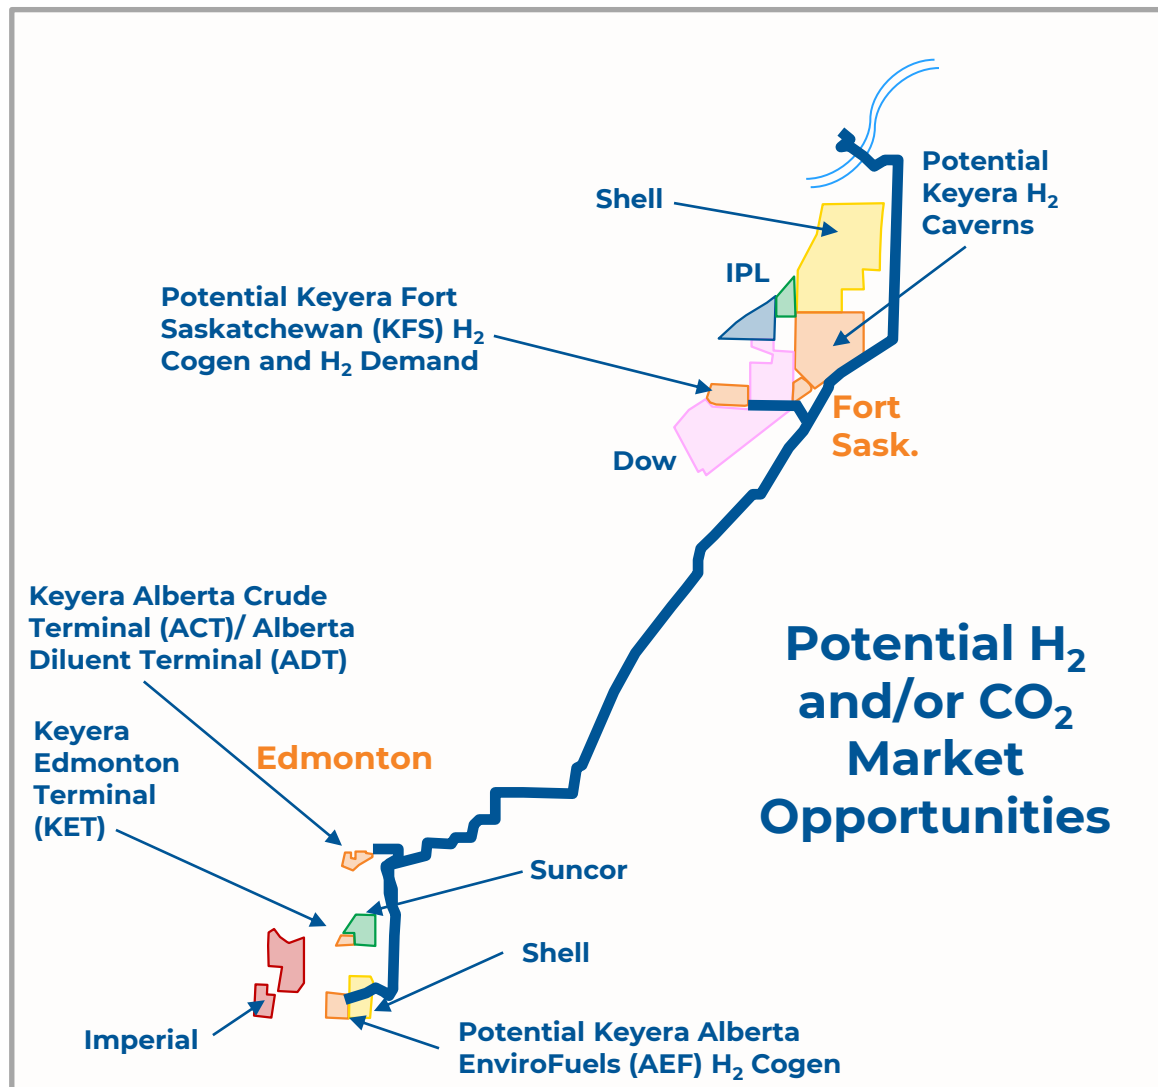 Potential
Keyera H₂
Caverns
Shell
IPL
Potential Keyera Fort
Saskatchewan (KFS) H₂
Cogen and H₂ Demand
Fort
Sask.
Dow
Keyera Alberta Crude
Terminal (ACT)/ Alberta
Diluent Terminal (ADT)
Potential H₂
and/or CO₂
Market
Opportunities
Keyera
Edmonton
Terminal
(KET)
Edmonton
Suncor
Shell
Imperial
Potential Keyera Alberta
EnviroFuels (AEF) H₂ Cogen